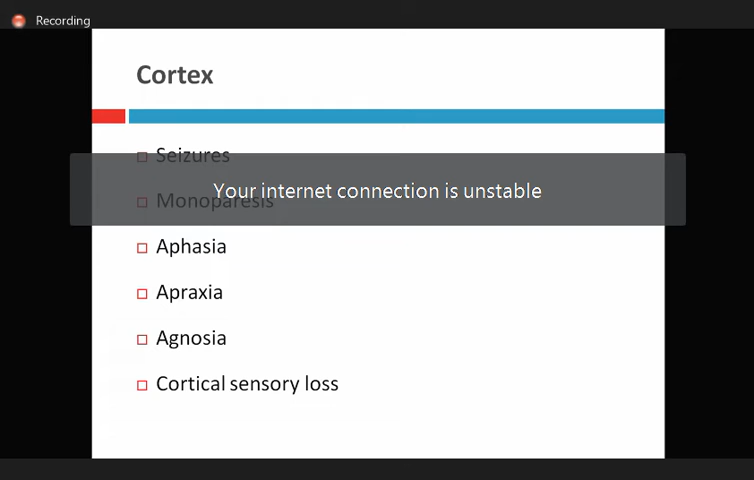 Recording
Cortex
Seizures
Your internet connection is unstable
Monoparesis
Aphasia
Apraxia
Agnosia
Cortical sensory loss